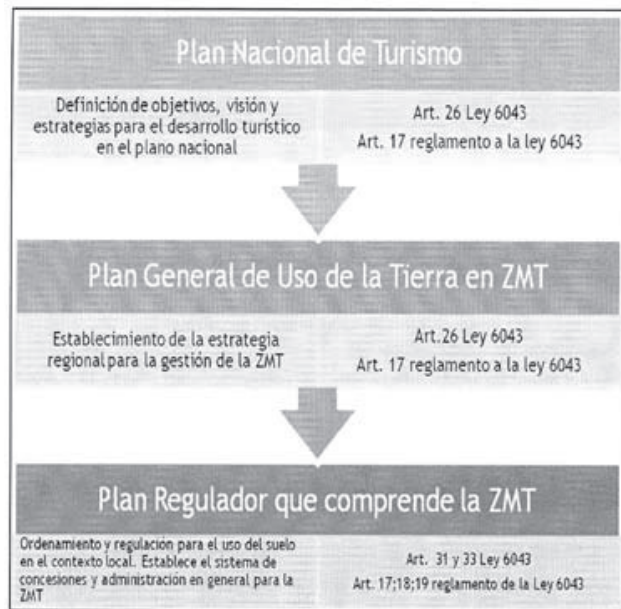 Plan Nacional de Turismo
Definición de objetivos, visión y
estrategias para el desarrollo turístico
en el plano nacional
Art. 26 Ley 6043
Art. 17 reglamento a la ley 6043
Plan General de Uso de la Tierra en ZMT
Establecimiento de la estrategia
regional para la gestión de la ZMT
Art.26 Ley 6043
Art. 17 reglamento a la ley 6043
Plan Regulador que comprende la ZMT
Ordenamiento y regulación para el uso del suelo
en el contexto local. Establece el sistema de
concesiones y administración en general para la
ZMT
Art. 31 y 33 Ley 6043
Art. 17;18;19 reglamento de la Ley 6043